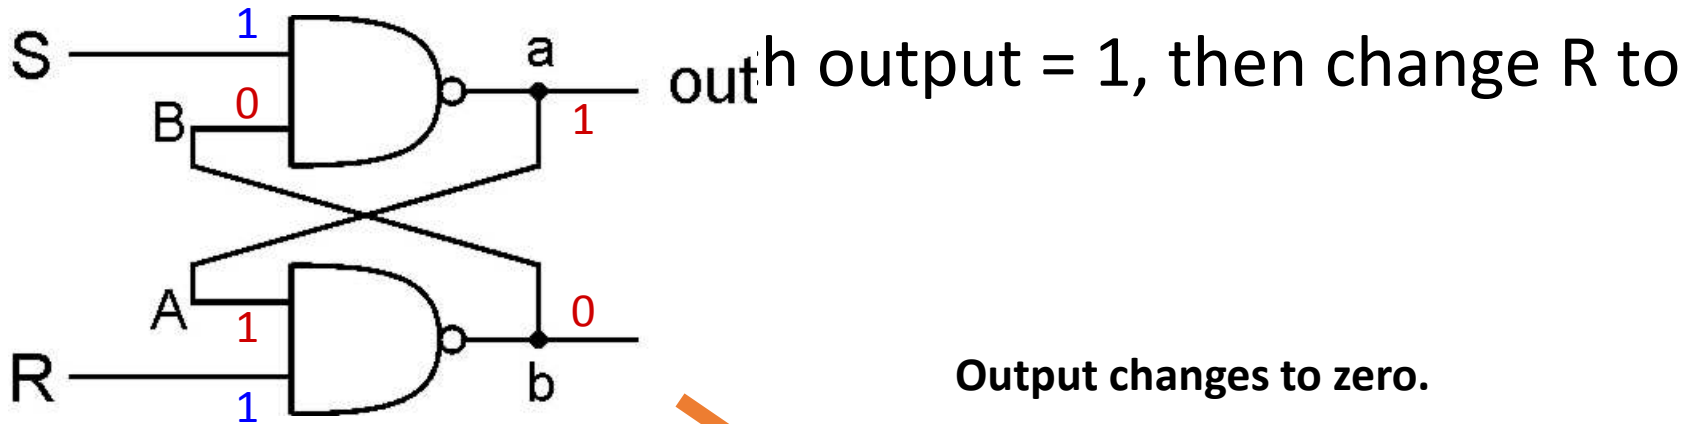 1
S a
out h output = 1, then change R to
0
B 1
A 0
1
R b
1
Output changes to zero.